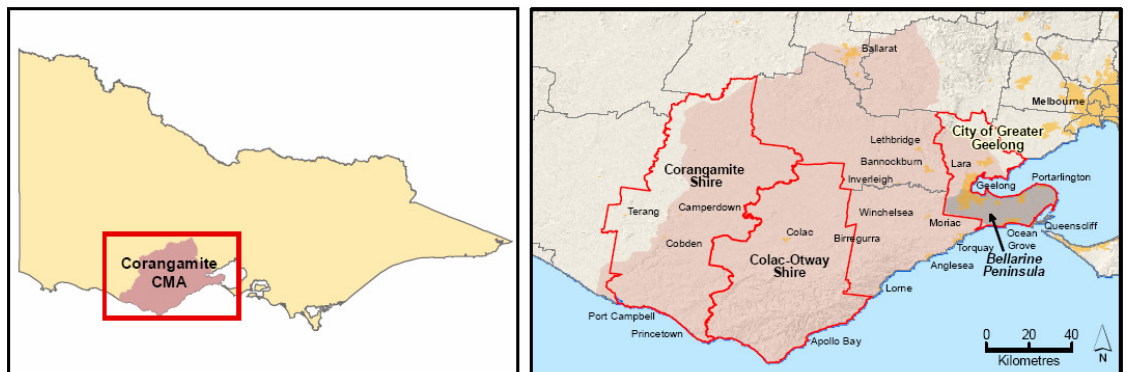 Corangamite
CMA
Ballarat
Melbourne
City of Greater
Geelong
Lethbridge
Bannockburn
Lara
Corangamite
Shire
Inverleigh
Geelong
Portarlington
Terang
Camperdown
Winchelsea
Moriac
Queenscliff
Colac
Birregurra
Ocean
Grove
Cobden
Torquay
Bellarine
Peninsula
Colac-Otway
Shire
Anglesea
Lorne
Port Campbell
Princetown
Apollo Bay
0 20 40
Kilometres
N